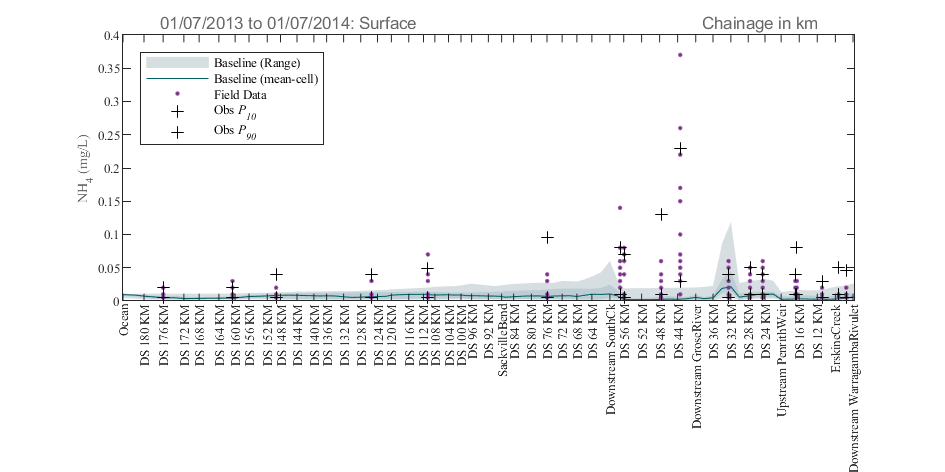 01/07/2013 to 01/07/2014: Surface
Chainage in km
NH4 (mg/L)
0.4
0.35
0.3
0.25
0.2
0.15
0.1
0.05
0
Baseline (Range)
Baseline (mean-cell)
Field Data
Obs P10
Obs P90
Ocean
DS 180 KM
DS 176 KM
DS 172 KM
DS 168 KM
DS 164 KM
DS 160 KM
DS 156 KM
DS 152 KM
DS 148 KM
DS 144 KM
DS 140 KM
DS 136 KM
DS 132 KM
DS 128 KM
DS 124 KM
DS 120 KM
DS 116 KM
DS 112 KM
DS 108 KM
DS 104 KM
DS 100 KM
DS 96 KM
DS 92 KM
SackvilleBend
DS 84 KM
DS 80 KM
DS 76 KM
DS 72 KM
DS 68 KM
DS 64 KM
Downstream SouthCk
DS 56 KM
DS 52 KM
DS 48 KM
DS 44 KM
Downstream GroseRiver
DS 36 KM
DS 32 KM
DS 28 KM
DS 24 KM
Upstream PenrithWeir
DS 16 KM
DS 12 KM
ErskineCreek
Downstream WarragambaRivulet